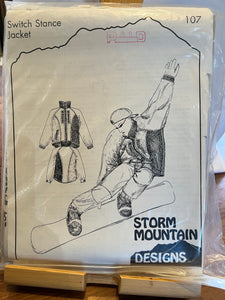 Switch Stance
Jacket
107
STORM
MOUNTAIN
DESIGNS